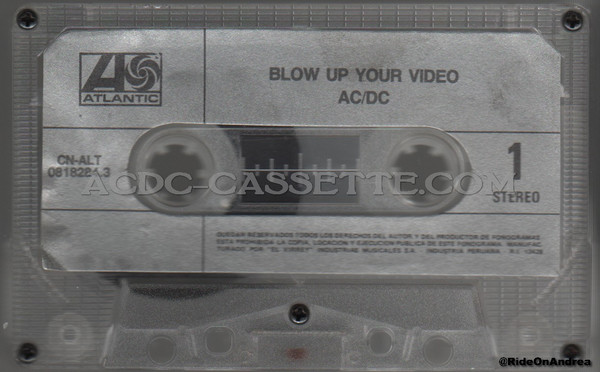 ATLANTIC
BLOW UP YOUR VIDEO
AC/DC
CN-ALT
1
STEREO
ACDC-CASSETTE.COM
QUEDAN RESERVADOS TODOS LOS DERECHOS DEL AUTOR Y DEL PRODUCTOR DE FONOGRAMAS
ESTA PROHIBIDA LA COPIA, LOCACION Y EJECUCION PUBLICA DE ESTE FONOGRAMA. MANUFAC-
TURADO POR "EL VIRREY" INDUSTRIAS MUSICALES S.A. INDUSTRIA PERUANA
@RideOnAndrea